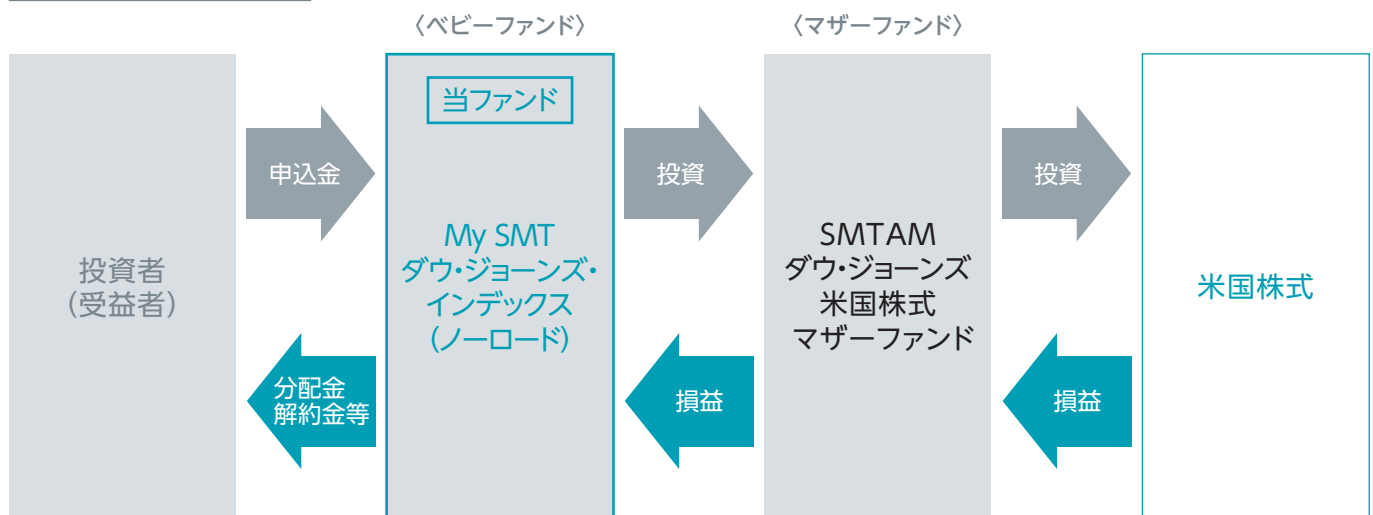 〈ベビーファンド〉
〈マザーファンド〉
投資者
(受益者)
申込金
分配金
解約金等
当ファンド
My SMT
ダウ・ジョーンズ・
インデックス
(ノーロード)
投資
損益
SMTAM
ダウ・ジョーンズ
米国株式
マザーファンド
投資
損益
米国株式